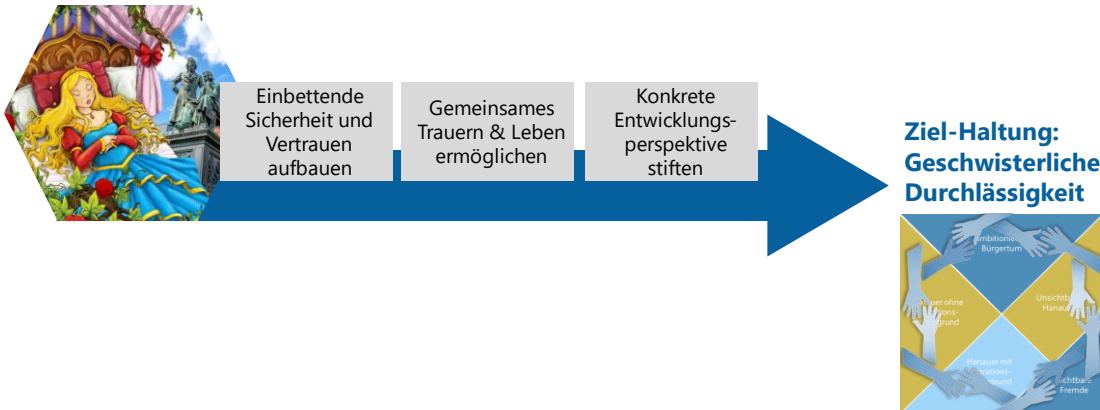 Einbettende
Sicherheit und
Vertrauen
aufbauen
Gemeinsames
Trauern & Leben
ermöglichen
Konkrete
Entwicklungs-
perspektive
stiften
Ziel-Haltung:
Geschwisterliche
Durchlässigkeit
Bürgertum
ohne
Hanauer mit
Fremde